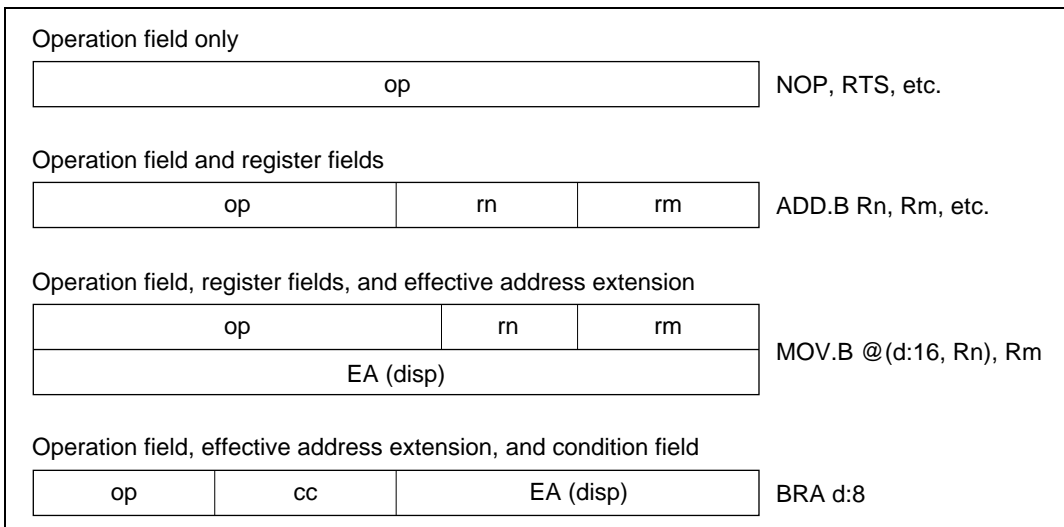 Operation field only
op NOP, RTS, etc.
Operation field and register fields
op rn rm ADD.B Rn, Rm, etc.
Operation field, register fields, and effective address extension
op rn rm
MOV.B @(d:16, Rn), Rm
EA (disp)
Operation field, effective address extension, and condition field
op cc EA (disp) BRA d:8